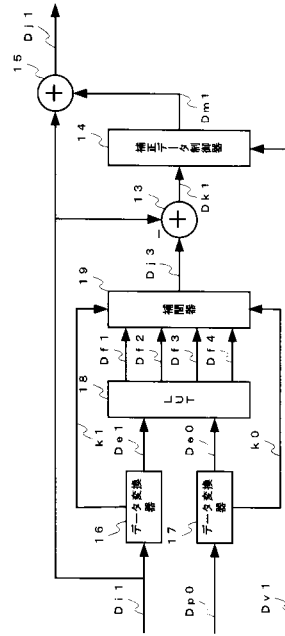 Dj1
15
+
Dm1
14
補正データ制御器
13
-
+
Dk1
Dj3
19
補間器
Df1
Df2
Df3
Df4
18
LUT
k1
De1
De0
k0
16
データ変換器
17
データ変換器
Di1
Dp0
Dv1